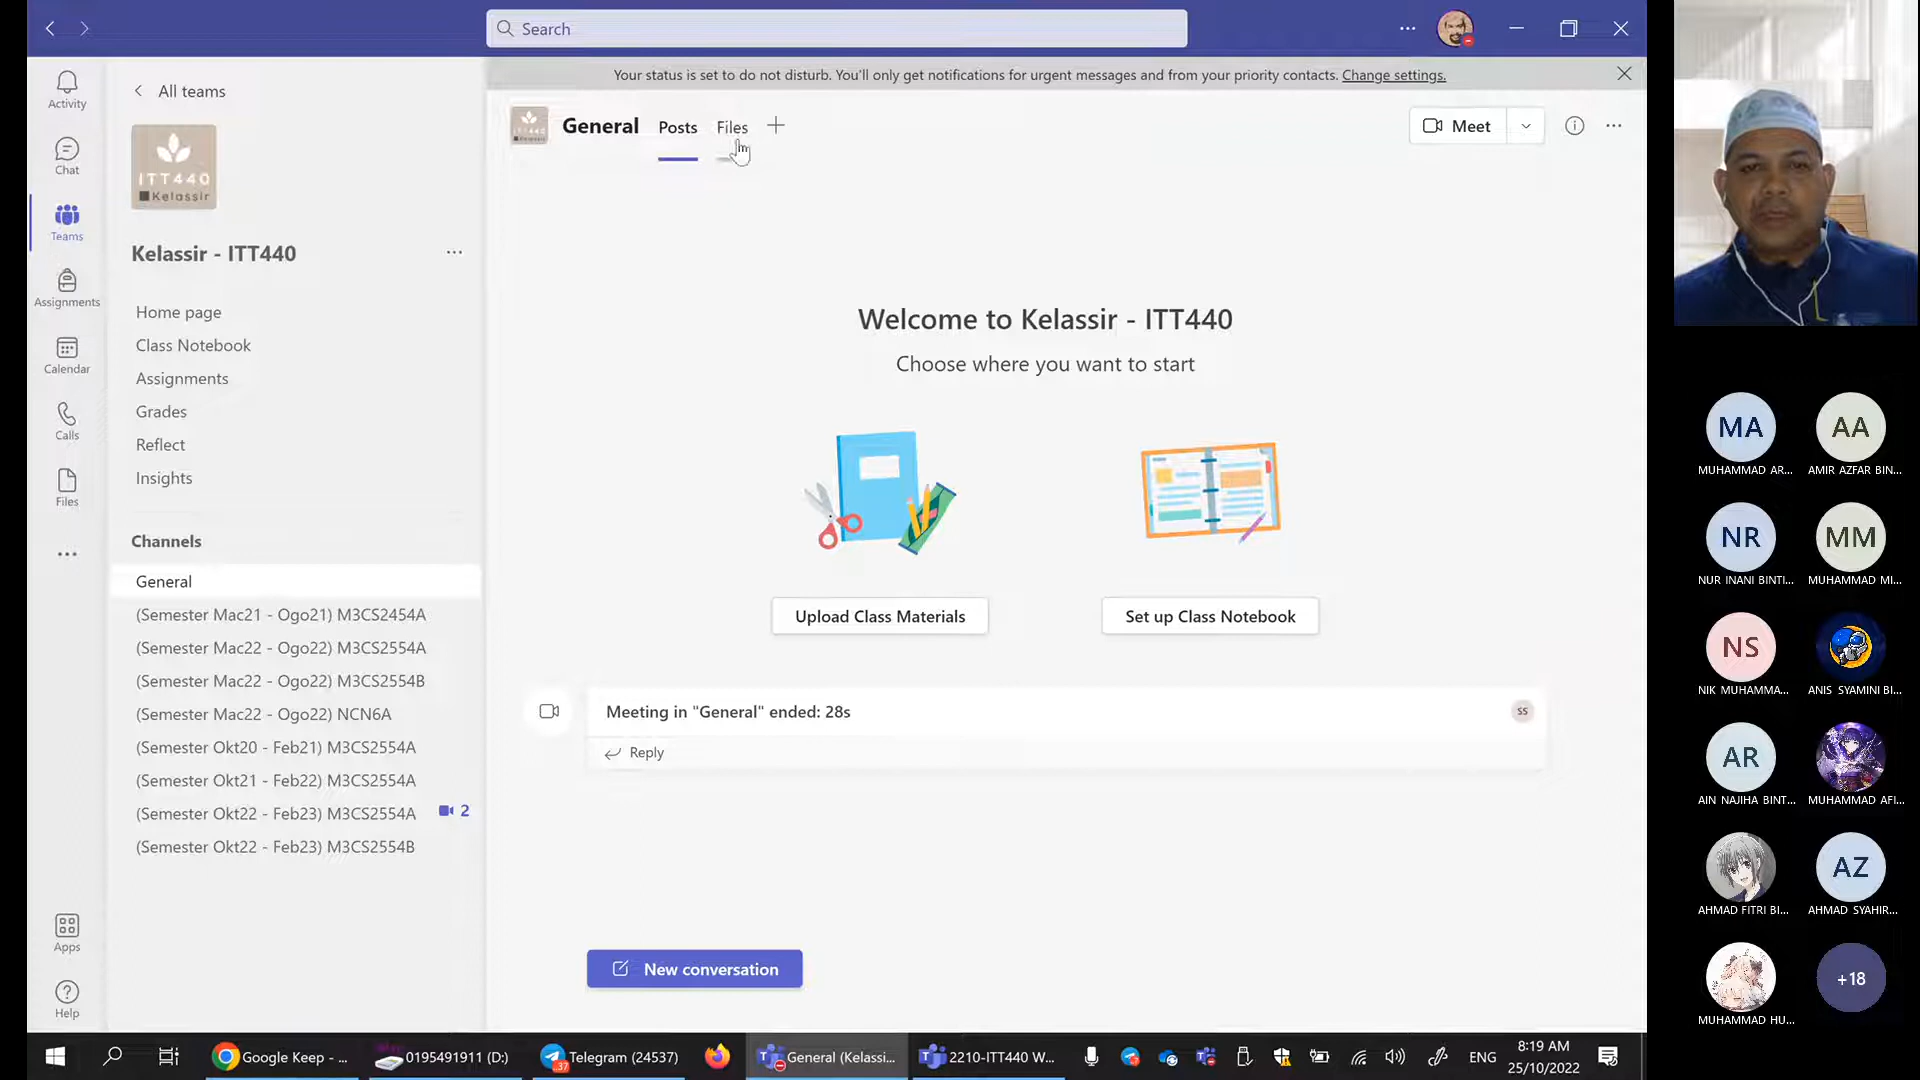 Search
Your status is set to do not disturb. You'll only get notifications for urgent messages and from your priority contacts. Change settings.
Activity
Chat
Teams
Assignments
Calendar
Calls
Files
Apps
Help
All teams
ITT440
Kelassir
Kelassir - ITT440
Home page
Class Notebook
Assignments
Grades
Reflect
Insights
Channels
General
(Semester Mac21 - Ogo21) M3CS2454A
(Semester Mac22 - Ogo22) M3CS2554A
(Semester Mac22 - Ogo22) M3CS2554B
(Semester Mac22 - Ogo22) NCN6A
(Semester Okt20 - Feb21) M3CS2554A
(Semester Okt21 - Feb22) M3CS2554A
(Semester Okt22 - Feb23) M3CS2554A 2
(Semester Okt22 - Feb23) M3CS2554B
General Posts Files
Meet
Welcome to Kelassir - ITT440
Choose where you want to start
Upload Class Materials
Set up Class Notebook
Meeting in "General" ended: 28s
SS
Reply
New conversation
MA AA
MUHAMMAD AR... AMIR AZFAR BIN...
NR MM
NUR INANI BINTI... MUHAMMAD MI...
NS
NIK MUHAMMA... ANIS SYAMINI BI...
AR
AIN NAJIHA BINT... MUHAMMAD AFI...
AZ
AHMAD FITRI BI... AHMAD SYAHIR...
+18
MUHAMMAD HU...
Google Keep - ...
0195491911 (D:)
37
Telegram (24537)
General (Kelassi...
2210-ITT440 W...
ENG
8:19 AM
25/10/2022